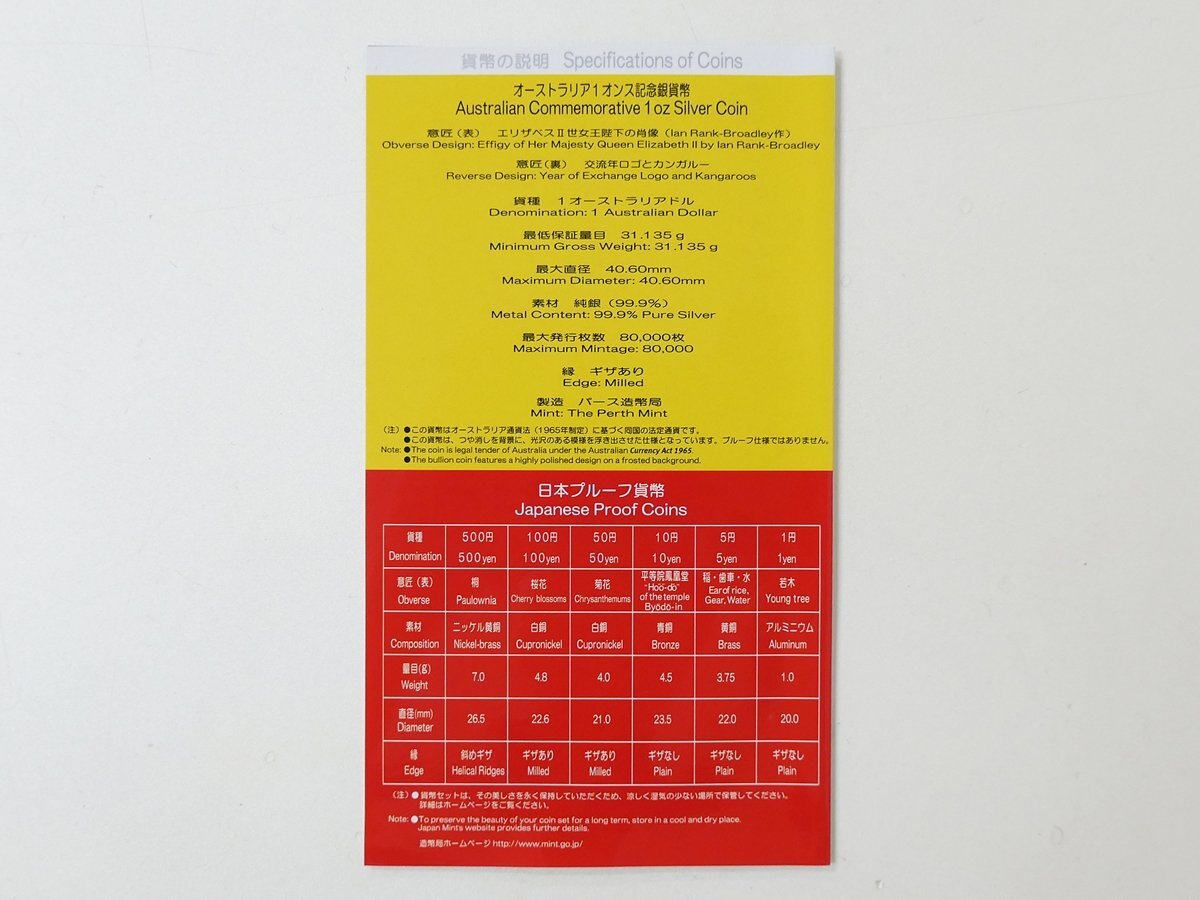 貨幣の説明 Specifications of Coins
オーストラリア1オンス記念銀貨幣
Australian Commemorative 1oz Silver Coin
意匠（表） エリザベスⅡ世女王陛下の肖像（Ian Rank-Broadley作）
Obverse Design: Effigy of Her Majesty Queen Elizabeth II by Ian Rank-Broadley
意匠（裏） 交流年ロゴとカンガルー
Reverse Design: Year of Exchange Logo and Kangaroos
貨種 1オーストラリアドル
Denomination: 1 Australian Dollar
最低保証量目 31.135g
Minimum Gross Weight: 31.135 g
最大直径 40.60mm
Maximum Diameter: 40.60mm
素材 純銀（99.9%）
Metal Content: 99.9% Pure Silver
最大発行枚数 80,000枚
Maximum Mintage: 80,000
縁 ギザあり
Edge: Milled
製造 パース造幣局
Mint: The Perth Mint
（注）●この貨幣はオーストラリア通貨法（1965年制定）に基づく同国の法定通貨です。
●この貨幣は、つや消しを背景に、光沢のある模様を浮き出させた仕様となっています。プルーフ仕様ではありません。
Note: ●The coin is legal tender of Australia under the Australian Currency Act 1965.
●The bullion coin features a highly polished design on a frosted background.
日本プルーフ貨幣
Japanese Proof Coins
貨種 500円 100円 50円 10円 5円 1円
Denomination 500yen 100yen 50yen 10yen 5yen 1yen
意匠（表） 桐 桜花 菊花 平等院鳳凰堂 稲・歯車・水 若木
Obverse Paulownia Cherry blossoms Chrysanthemums "Hōō-dō" of the temple Byōdō-in Ear of rice, Gear, Water Young tree
素材 ニッケル黄銅 白銅 白銅 青銅 黄銅 アルミニウム
Composition Nickel-brass Cupronickel Cupronickel Bronze Brass Aluminum
量目(g) Weight 7.0 4.8 4.0 4.5 3.75 1.0
直径(mm) Diameter 26.5 22.6 21.0 23.5 22.0 20.0
縁 斜めギザ ギザあり ギザあり ギザなし ギザなし ギザなし
Edge Helical Ridges Milled Milled Plain Plain Plain
（注）●貨幣セットは、その美しさを永く保持していただくため、涼しく湿気の少ない場所で保管してください。
詳細はホームページをご覧ください。
Note: ●To preserve the beauty of your coin set for a long term, store in a cool and dry place.
Japan Mint's website provides further details.
造幣局ホームページ http://www.mint.go.jp/